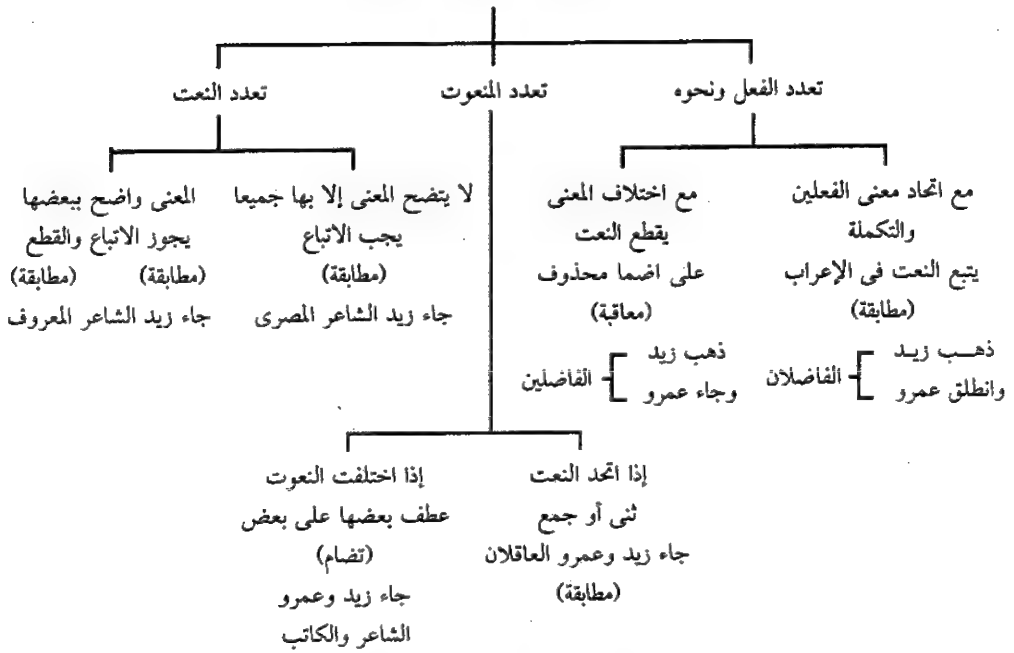 تعدد الفعل ونحوه
تعدد المنعوت
تعدد النعت
مع اتحاد معنى الفعلين
والتكملة
يتبع النعت فى الإعراب
(مطابقة)
ذهب زيد
وانطلق عمرو
الفاضلان
مع اختلاف المعنى
يقطع النعت
على اضما محذوف
(معاقبة)
ذهب زيد
وجاء عمرو
الفاضلين
إذا اتحد النعت
ثنى أو جمع
جاء زيد وعمرو العاقلان
(مطابقة)
إذا اختلفت النعوت
عطف بعضها على بعض
(تضام)
جاء زيد وعمرو
الشاعر والكاتب
لا يتضح المعنى إلا بها جميعا
يجب الاتباع
(مطابقة)
جاء زيد الشاعر المصرى
المعنى واضح ببعضها
يجوز الاتباع والقطع
(مطابقة) (مطابقة)
جاء زيد الشاعر المعروف